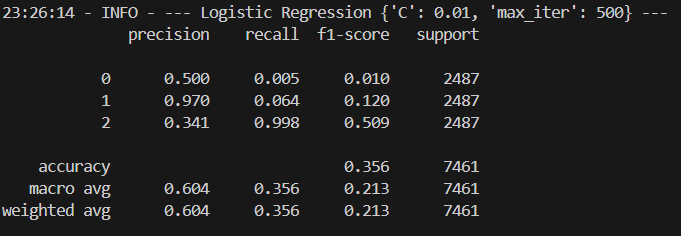 23:26:14 - INFO - --- Logistic Regression {'C': 0.01, 'max_iter': 500} ---
precision recall f1-score support
0 0.500 0.005 0.010 2487
1 0.970 0.064 0.120 2487
2 0.341 0.998 0.509 2487
accuracy 0.356 7461
macro avg 0.604 0.356 0.213 7461
weighted avg 0.604 0.356 0.213 7461